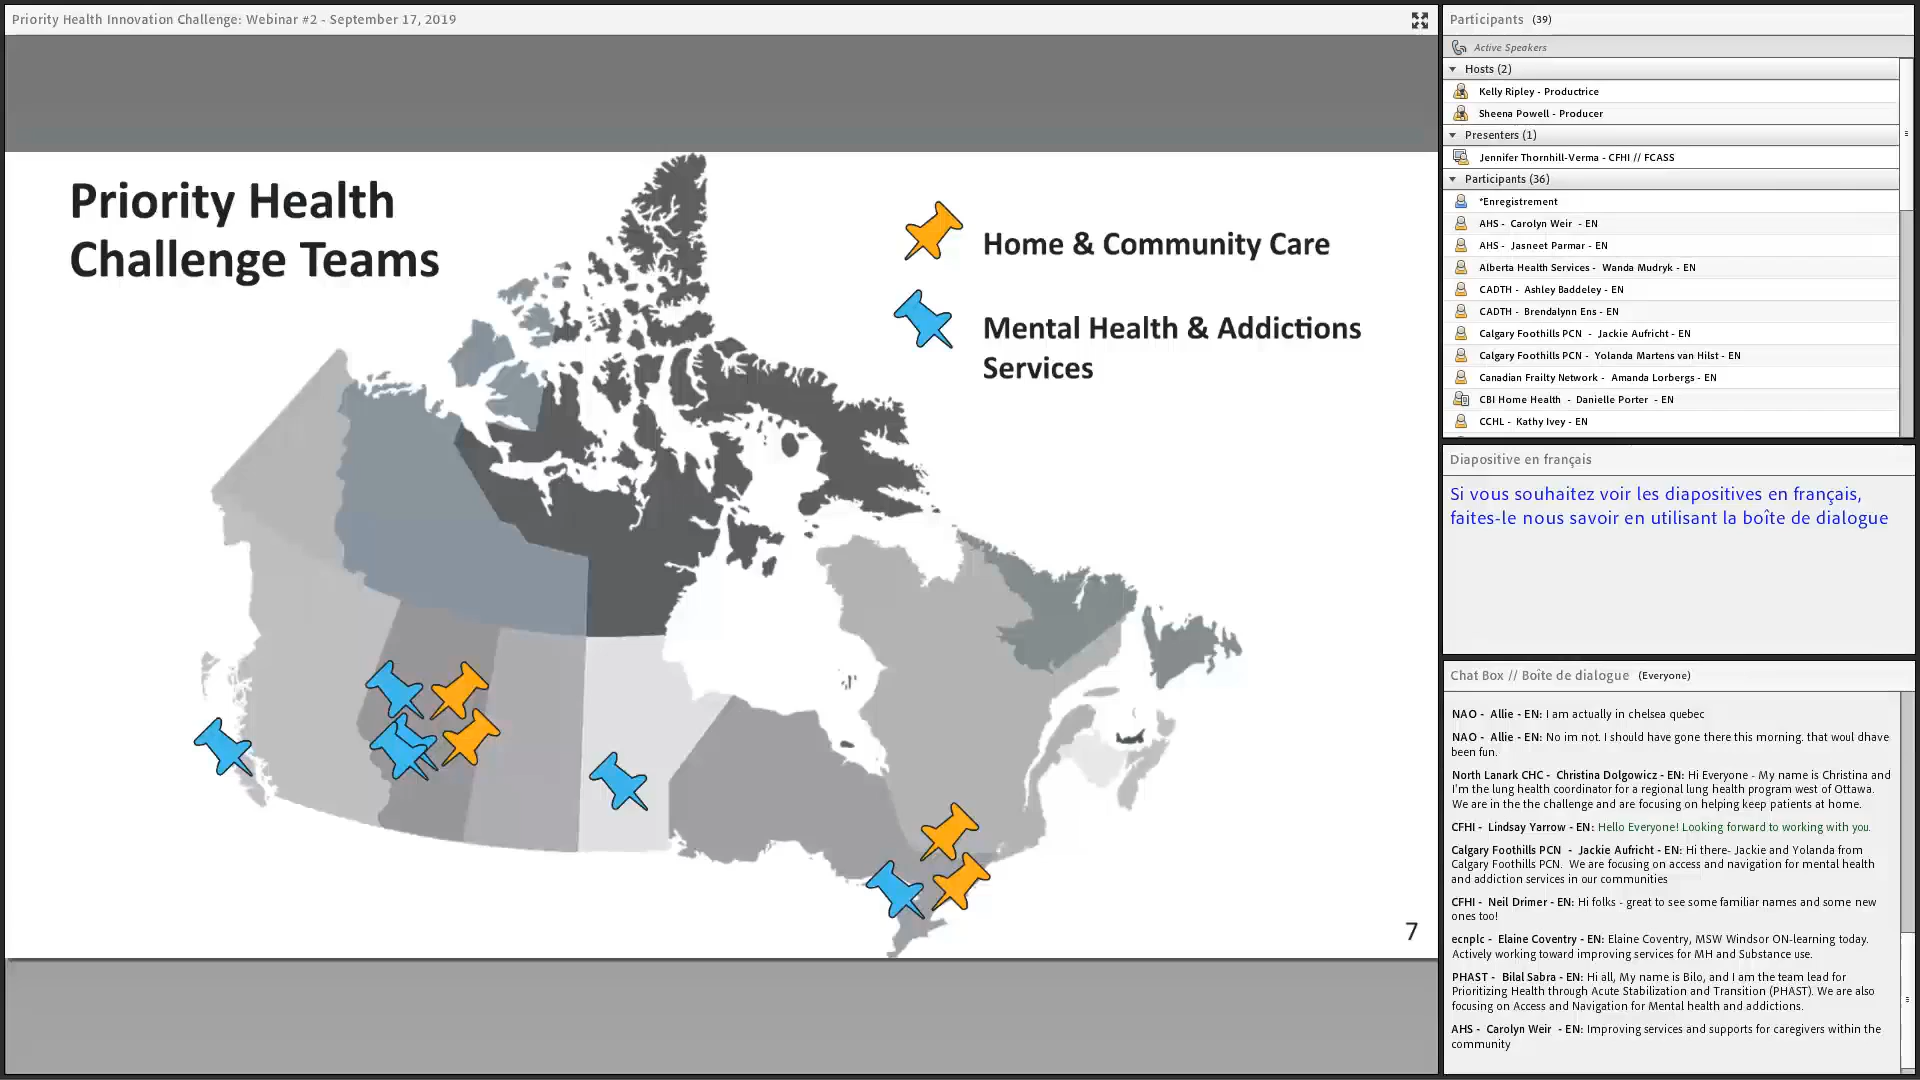 Priority Health Innovation Challenge: Webinar #2 - September 17, 2019
Priority Health
Challenge Teams
Home & Community Care
Mental Health & Addictions
Services
7
Participants (39)
Active Speakers
Hosts (2)
Kelly Ripley - Productrice
Sheena Powell - Producer
Presenters (1)
Jennifer Thornhill-Verma - CFHI // FCASS
Participants (36)
*Enregistrement
AHS - Carolyn Weir - EN
AHS - Jasneet Parmar - EN
Alberta Health Services - Wanda Mudryk - EN
CADTH - Ashley Baddeley - EN
CADTH - Brendalynn Ens - EN
Calgary Foothills PCN - Jackie Aufricht - EN
Calgary Foothills PCN - Yolanda Martens van Hilst - EN
Canadian Frailty Network - Amanda Lorbergs - EN
CBI Home Health - Danielle Porter - EN
CCHL - Kathy Ivey - EN
Diapositive en français
Si vous souhaitez voir les diapositives en français,
faites-le nous savoir en utilisant la boîte de dialogue
Chat Box // Boîte de dialogue (Everyone)
NAO - Allie - EN: I am actually in chelsea quebec
NAO - Allie - EN: No im not. I should have gone there this morning. that woul dhave
been fun.
North Lanark CHC - Christina Dolgowicz - EN: Hi Everyone - My name is Christina and
I'm the lung health coordinator for a regional lung health program west of Ottawa.
We are in the the challenge and are focusing on helping keep patients at home.
CFHI - Lindsay Yarrow - EN: Hello Everyone! Looking forward to working with you.
Calgary Foothills PCN - Jackie Aufricht - EN: Hi there- Jackie and Yolanda from
Calgary Foothills PCN. We are focusing on access and navigation for mental health
and addiction services in our communities
CFHI - Neil Drimer - EN: Hi folks - great to see some familiar names and some new
ones too!
ecnplc - Elaine Coventry - EN: Elaine Coventry, MSW Windsor ON-learning today.
Actively working toward improving services for MH and Substance use.
PHAST - Bilal Sabra - EN: Hi all, My name is Bilo, and I am the team lead for
Prioritizing Health through Acute Stabilization and Transition (PHAST). We are also
focusing on Access and Navigation for Mental health and addictions.
AHS - Carolyn Weir - EN: Improving services and supports for caregivers within the
community